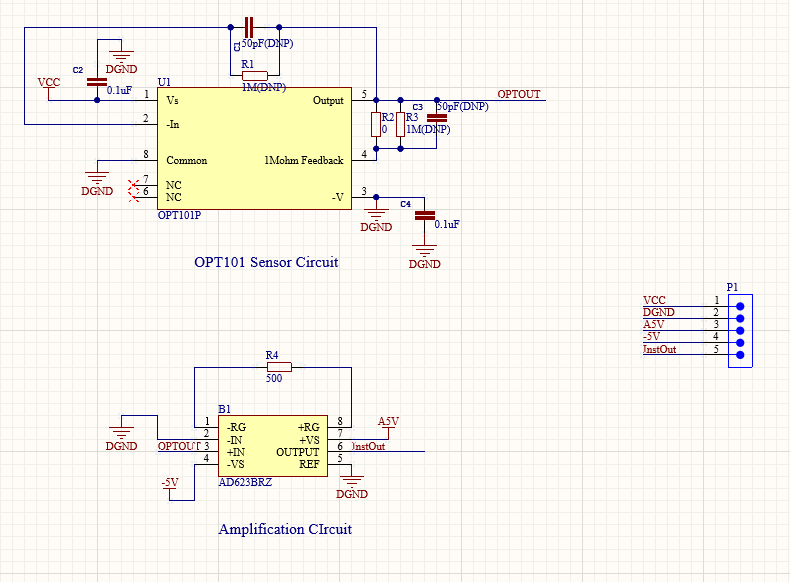 C1
50pF(DNP)
R1
1M(DNP)
C2
DGND
0.1uF
VCC
U1
1 Vs
2 -In
8 Common
7 NC
6 NC
Output 5
1Mohm Feedback 4
-V 3
OPT101P
DGND
OPTOUT
R2
0
R3
1M(DNP)
C3
50pF(DNP)
DGND
C4
0.1uF
DGND
OPT101 Sensor Circuit
P1
VCC 1
DGND 2
A5V 3
-5V 4
InstOut 5
R4
500
B1
1 -RG
2 -IN
OPTOUT 3 +IN
4 -VS
+RG 8
+VS 7
OUTPUT 6 InstOut
REF 5
AD623BRZ
DGND
-5V
A5V
DGND
Amplification CIrcuit